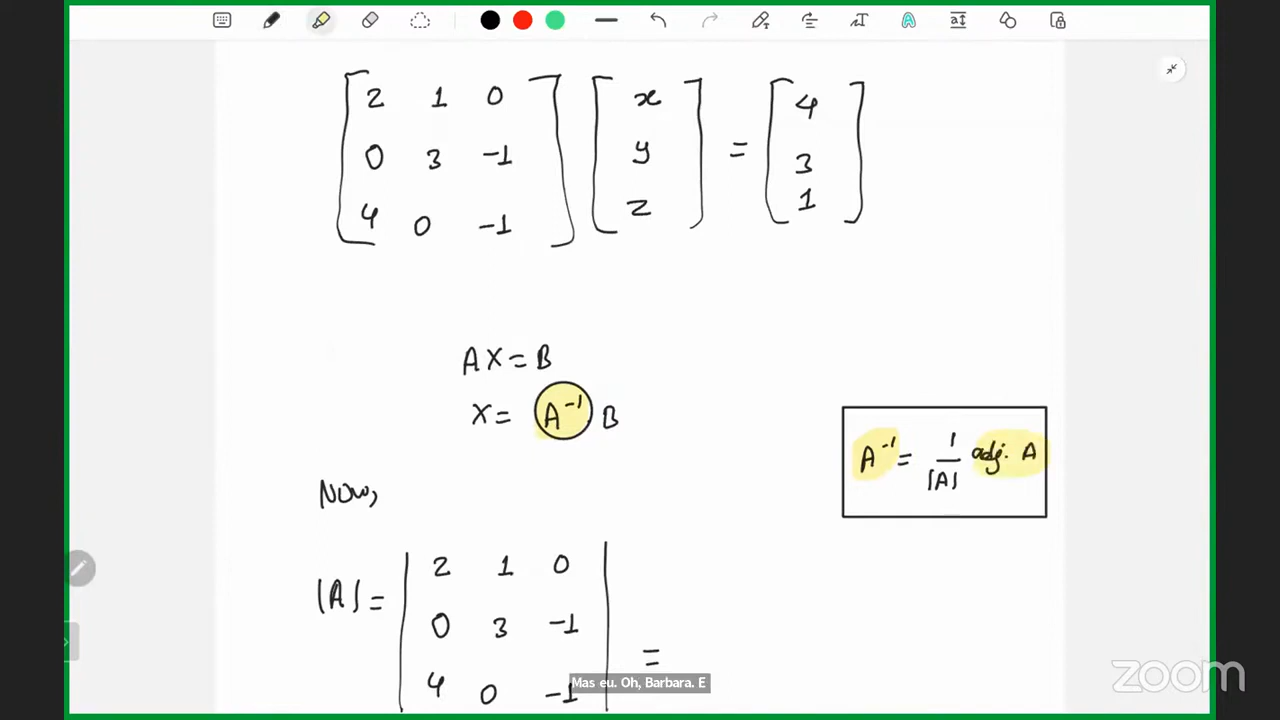 2 1 0 x 4
0 3 -1 y = 3
4 0 -1 z 1
AX = B
X = A⁻¹ B
A⁻¹ = 1/|A| adj. A
Now,
|A| = 2 1 0
0 3 -1 =
4 0 -1
Mas eu. Oh, Barbara. E
zoom